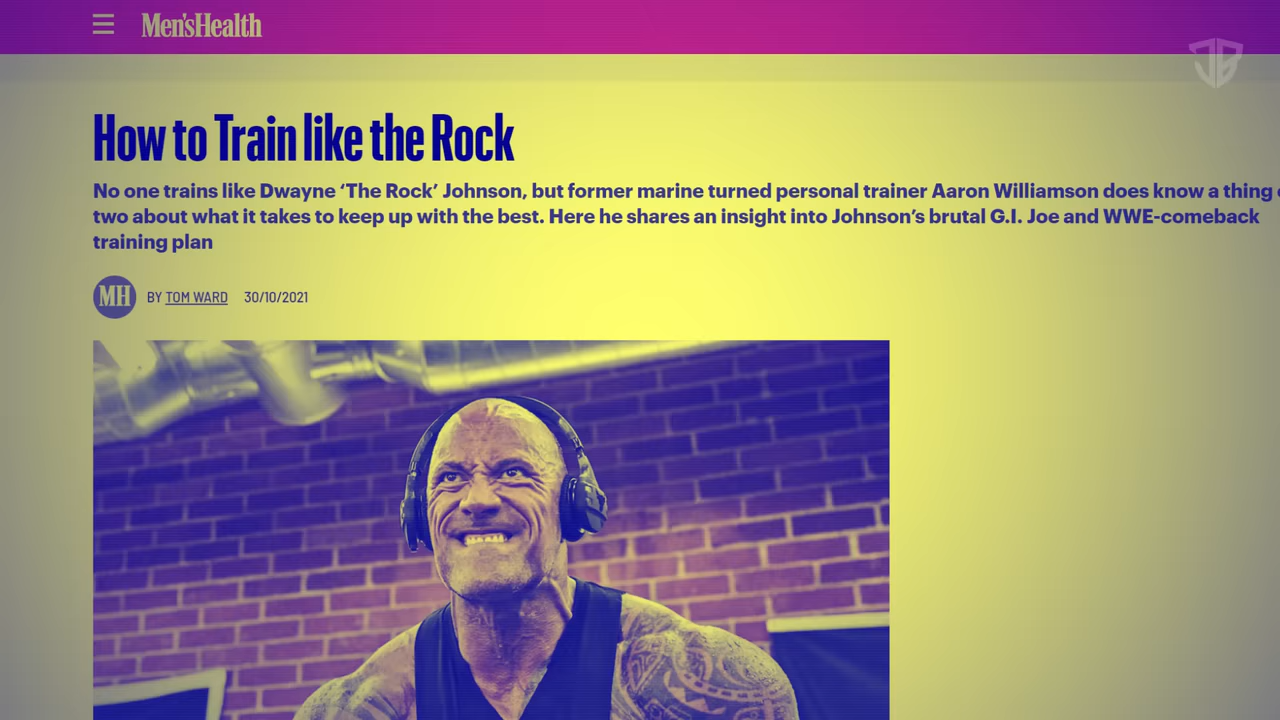 Men'sHealth
JB
How to Train like the Rock
No one trains like Dwayne ‘The Rock’ Johnson, but former marine turned personal trainer Aaron Williamson does know a thing
two about what it takes to keep up with the best. Here he shares an insight into Johnson’s brutal G.I. Joe and WWE-comeback
training plan
MH
BY TOM WARD 30/10/2021